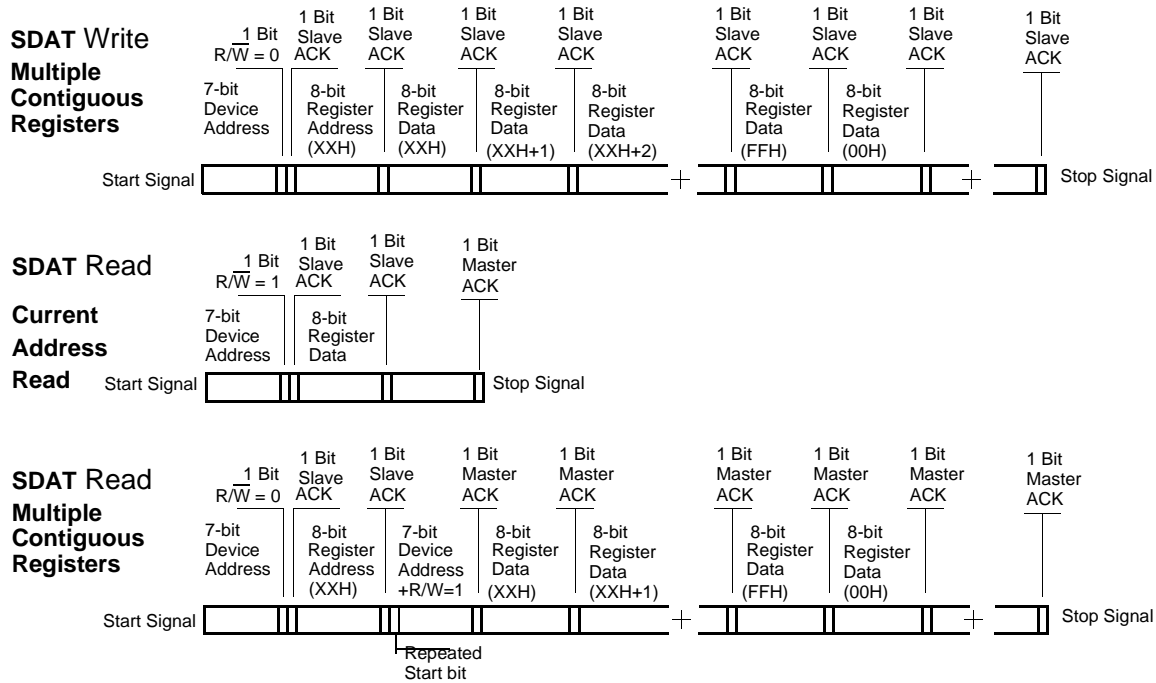 SDAT Write
Multiple
Contiguous
Registers
1 Bit
R/W = 0
1 Bit
Slave
ACK
1 Bit
Slave
ACK
1 Bit
Slave
ACK
1 Bit
Slave
ACK
1 Bit
Slave
ACK
1 Bit
Slave
ACK
1 Bit
Slave
ACK
1 Bit
Slave
ACK
7-bit
Device
Address
8-bit
Register
Address
(XXH)
8-bit
Register
Data
(XXH)
8-bit
Register
Data
(XXH+1)
8-bit
Register
Data
(XXH+2)
8-bit
Register
Data
(FFH)
8-bit
Register
Data
(00H)
Start Signal
Stop Signal
SDAT Read
Current
Address
Read
1 Bit
R/W = 1
1 Bit
Slave
ACK
1 Bit
Slave
ACK
1 Bit
Master
ACK
7-bit
Device
Address
8-bit
Register
Data
Start Signal
Stop Signal
SDAT Read
Multiple
Contiguous
Registers
1 Bit
R/W = 0
1 Bit
Slave
ACK
1 Bit
Slave
ACK
1 Bit
Master
ACK
1 Bit
Master
ACK
1 Bit
Master
ACK
1 Bit
Master
ACK
1 Bit
Master
ACK
1 Bit
Master
ACK
7-bit
Device
Address
8-bit
Register
Address
(XXH)
7-bit
Device
Address
+R/W=1
8-bit
Register
Data
(XXH)
8-bit
Register
Data
(XXH+1)
8-bit
Register
Data
(FFH)
8-bit
Register
Data
(00H)
Start Signal
Stop Signal
Repeated
Start bit